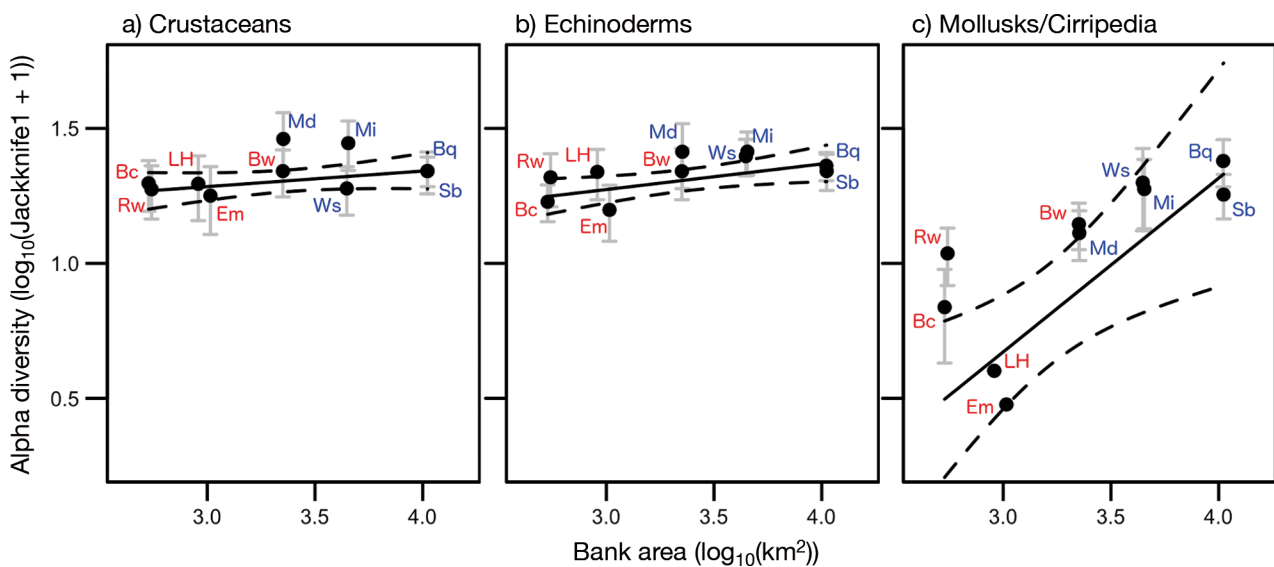 a) Crustaceans
b) Echinoderms
c) Mollusks/Cirripedia
Alpha diversity (log10(Jackknife1 + 1))
1.5
1.0
0.5
Bc
Rw
LH
Em
Bw
Md
Ws
Mi
Bq
Sb
3.0
3.5
4.0
Rw
Bc
LH
Em
Md
Bw
Ws
Mi
Bq
Sb
3.0
3.5
4.0
Rw
Bc
LH
Em
Bw
Md
Ws
Mi
Bq
Sb
3.0
3.5
4.0
Bank area (log10(km²))